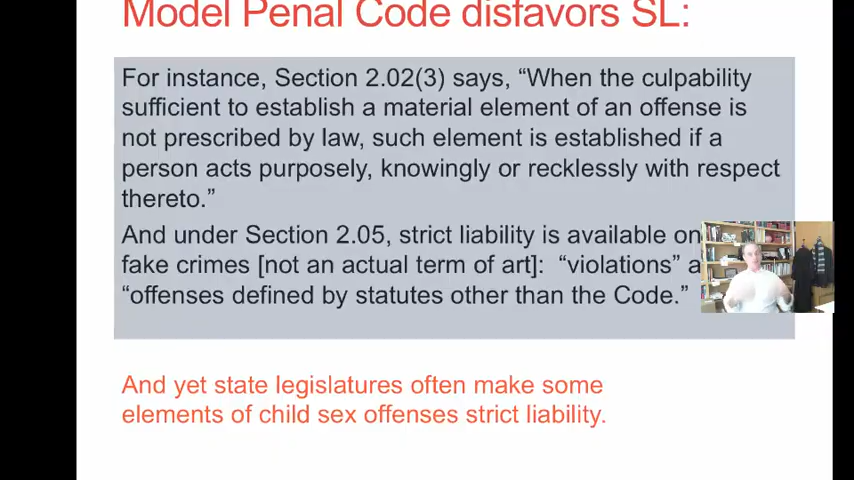 Model Penal Code disfavors SL:
For instance, Section 2.02(3) says, “When the culpability
sufficient to establish a material element of an offense is
not prescribed by law, such element is established if a
person acts purposely, knowingly or recklessly with respect
thereto.”
And under Section 2.05, strict liability is available on
fake crimes [not an actual term of art]: “violations” a
“offenses defined by statutes other than the Code.”
And yet state legislatures often make some
elements of child sex offenses strict liability.